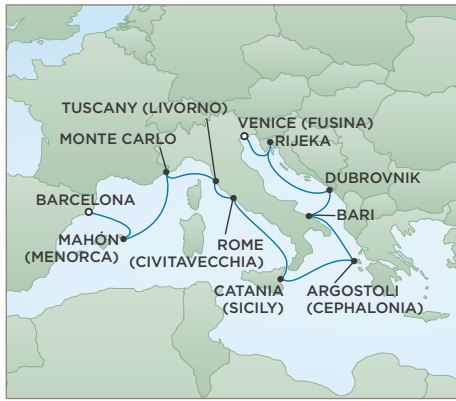 TUSCANY (LIVORNO)
VENICE (FUSINA)
MONTE CARLO
RIJEKA
DUBROVNIK
BARCELONA
BARI
MAHÓN
(MENORCA)
ROME
(CIVITAVECCHIA)
CATANIA
(SICILY)
ARGOSTOLI
(CEPHALONIA)